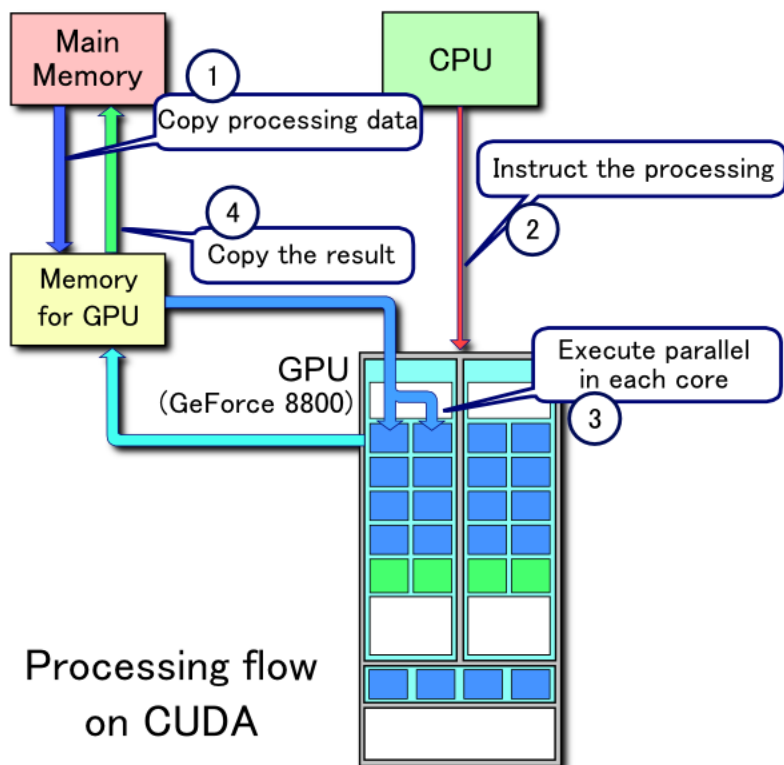 Main
Memory
CPU
1
Copy processing data
Instruct the processing
2
4
Copy the result
Memory
for GPU
GPU
(GeForce 8800)
Execute parallel
in each core
3
Processing flow
on CUDA